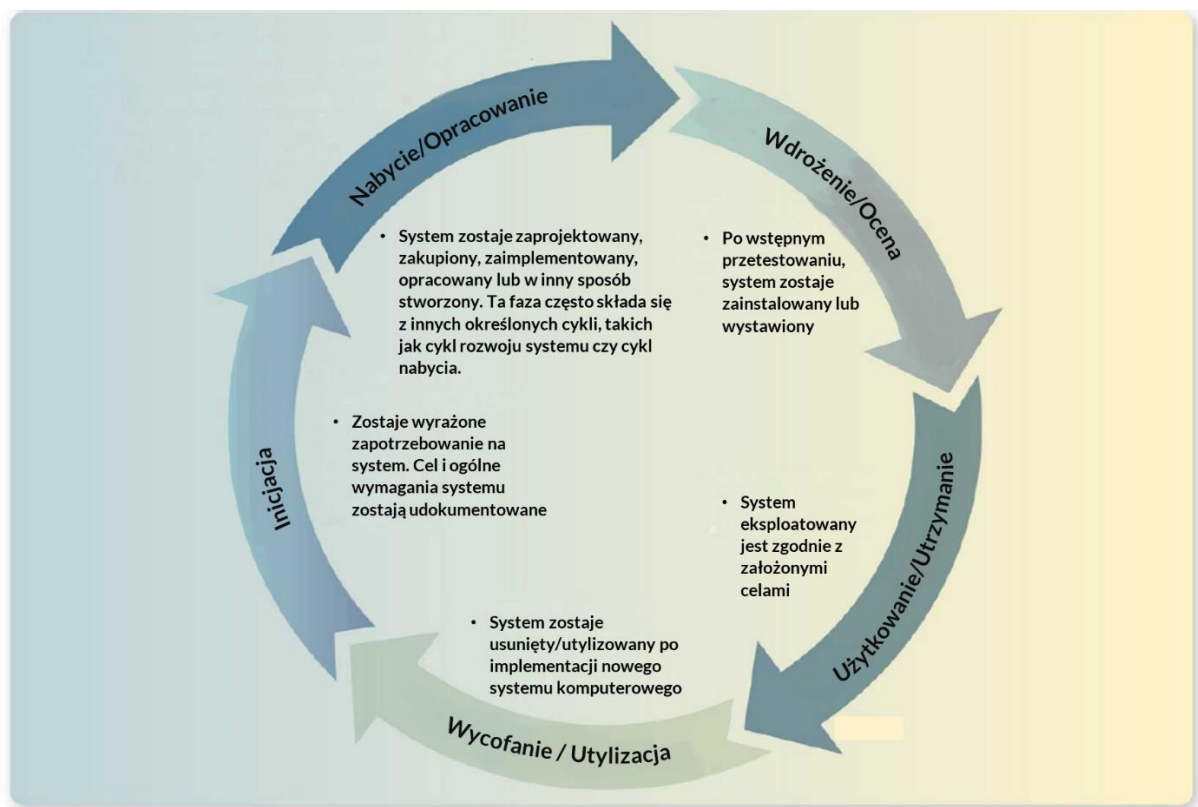 Nabycie/Opracowanie
• System zostaje zaprojektowany,
zakupiony, zaimplementowany,
opracowany lub w inny sposób
stworzony. Ta faza często składa się
z innych określonych cykli, takich
jak cykl rozwoju systemu czy cykl
nabycia.
Wdrożenie/Ocena
• Po wstępnym
przetestowaniu,
system zostaje
zainstalowany lub
wystawiony
Użytkowanie/Utrzymanie
• System
eksploatowany
jest zgodnie z
założonymi
celami
Wycofanie / Utylizacja
• System zostaje
usunięty/utylizowany po
implementacji nowego
systemu komputerowego
Inicjacja
• Zostaje wyrażone
zapotrzebowanie na
system. Cel i ogólne
wymagania systemu
zostają udokumentowane